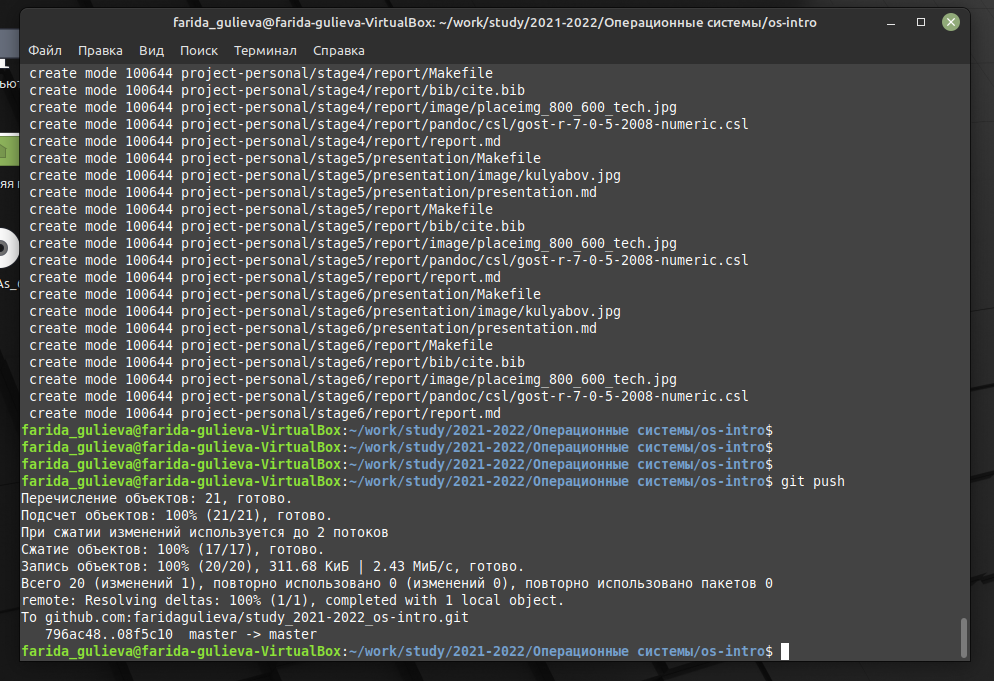 farida_gulieva@farida-gulieva-VirtualBox: ~/work/study/2021-2022/Операционные системы/os-intro
Файл Правка Вид Поиск Терминал Справка
create mode 100644 project-personal/stage4/report/Makefile
create mode 100644 project-personal/stage4/report/bib/cite.bib
create mode 100644 project-personal/stage4/report/image/placeimg_800_600_tech.jpg
create mode 100644 project-personal/stage4/report/pandoc/csl/gost-r-7-0-5-2008-numeric.csl
create mode 100644 project-personal/stage4/report/report.md
create mode 100644 project-personal/stage5/presentation/Makefile
create mode 100644 project-personal/stage5/presentation/image/kulyabov.jpg
create mode 100644 project-personal/stage5/presentation/presentation.md
create mode 100644 project-personal/stage5/report/Makefile
create mode 100644 project-personal/stage5/report/bib/cite.bib
create mode 100644 project-personal/stage5/report/image/placeimg_800_600_tech.jpg
create mode 100644 project-personal/stage5/report/pandoc/csl/gost-r-7-0-5-2008-numeric.csl
create mode 100644 project-personal/stage5/report/report.md
create mode 100644 project-personal/stage6/presentation/Makefile
create mode 100644 project-personal/stage6/presentation/image/kulyabov.jpg
create mode 100644 project-personal/stage6/presentation/presentation.md
create mode 100644 project-personal/stage6/report/Makefile
create mode 100644 project-personal/stage6/report/bib/cite.bib
create mode 100644 project-personal/stage6/report/image/placeimg_800_600_tech.jpg
create mode 100644 project-personal/stage6/report/pandoc/csl/gost-r-7-0-5-2008-numeric.csl
create mode 100644 project-personal/stage6/report/report.md
farida_gulieva@farida-gulieva-VirtualBox:~/work/study/2021-2022/Операционные системы/os-intro$
farida_gulieva@farida-gulieva-VirtualBox:~/work/study/2021-2022/Операционные системы/os-intro$
farida_gulieva@farida-gulieva-VirtualBox:~/work/study/2021-2022/Операционные системы/os-intro$
farida_gulieva@farida-gulieva-VirtualBox:~/work/study/2021-2022/Операционные системы/os-intro$ git push
Перечисление объектов: 21, готово.
Подсчет объектов: 100% (21/21), готово.
При сжатии изменений используется до 2 потоков
Сжатие объектов: 100% (17/17), готово.
Запись объектов: 100% (20/20), 311.68 КиБ | 2.43 МиБ/с, готово.
Всего 20 (изменений 1), повторно использовано 0 (изменений 0), повторно использовано пакетов 0
remote: Resolving deltas: 100% (1/1), completed with 1 local object.
To github.com:faridagulieva/study_2021-2022_os-intro.git
796ac48..08f5c10 master -> master
farida_gulieva@farida-gulieva-VirtualBox:~/work/study/2021-2022/Операционные системы/os-intro$